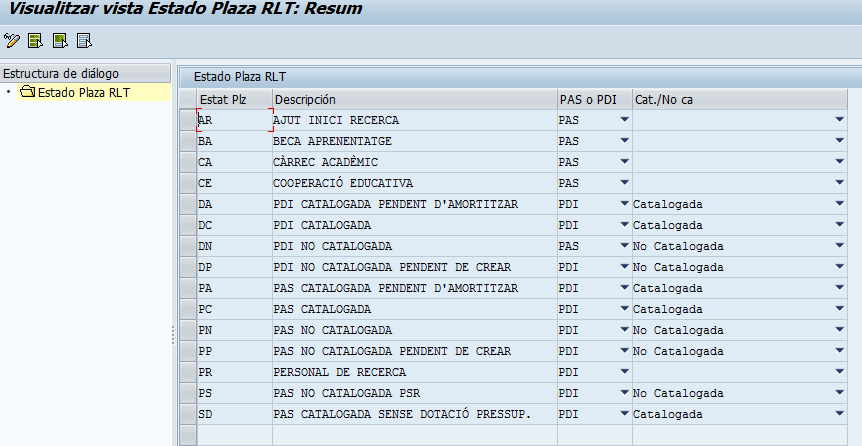 Visualitzar vista Estado Plaza RLT: Resum
Estructura de diálogo
Estado Plaza RLT
Estado Plaza RLT
Estat Plz Descripción PAS o PDI Cat./No ca
AR AJUT INICI RECERCA PAS
BA BECA APRENENTATGE PAS
CA CÀRREC ACADÈMIC PAS
CE COOPERACIÓ EDUCATIVA PAS
DA PDI CATALOGADA PENDENT D'AMORTITZAR PDI Catalogada
DC PDI CATALOGADA PDI Catalogada
DN PDI NO CATALOGADA PAS No Catalogada
DP PDI NO CATALOGADA PENDENT DE CREAR PDI No Catalogada
PA PAS CATALOGADA PENDENT D'AMORTITZAR PDI Catalogada
PC PAS CATALOGADA PDI Catalogada
PN PAS NO CATALOGADA PDI No Catalogada
PP PAS NO CATALOGADA PENDENT DE CREAR PDI No Catalogada
PR PERSONAL DE RECERCA PDI
PS PAS NO CATALOGADA PSR PDI No Catalogada
SD PAS CATALOGADA SENSE DOTACIÓ PRESSUP. PDI Catalogada